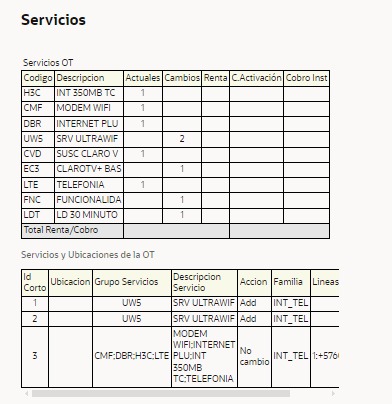 Servicios
Servicios OT
Codigo Descripcion Actuales Cambios Renta C.Activación Cobro Inst
H3C INT 350MB TC 1
CMF MODEM WIFI 1
DBR INTERNET PLU 1
UW5 SRV ULTRAWIF 2
CVD SUSC CLARO V 1
EC3 CLAROTV+ BAS 1
LTE TELEFONIA 1
FNC FUNCIONALIDA 1
LDT LD 30 MINUTO 1
Total Renta/Cobro
Servicios y Ubicaciones de la OT
Id Corto Ubicacion Grupo Servicios Descripcion Servicio Accion Familia Lineas
1 UW5 SRV ULTRAWIF Add INT_TEL
2 UW5 SRV ULTRAWIF Add INT_TEL
3 CMF;DBR;H3C;LTE MODEM WIFI;INTERNET PLU;INT 350MB TC;TELEFONIA No cambio INT_TEL 1:+576